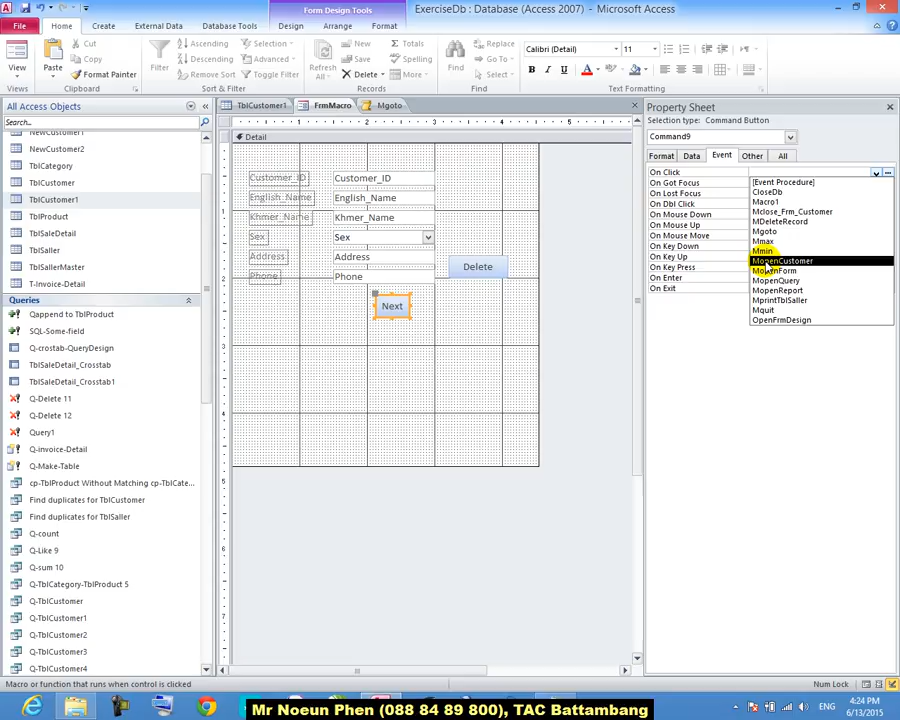 Form Design Tools
ExerciseDb : Database (Access 2007) - Microsoft Access
File
Home
Create
External Data
Database Tools
Design
Arrange
Format
View
Paste
Cut
Copy
Format Painter
Filter
Ascending
Descending
Remove Sort
Selection
Advanced
Toggle Filter
Refresh All
New
Save
Delete
Totals
Spelling
More
Find
Replace
Go To
Select
Calibri (Detail)
11
Views
Clipboard
Sort & Filter
Records
Find
Text Formatting
All Access Objects
Search...
NewCustomer1
NewCustomer2
TblCategory
TblCustomer
TblCustomer1
TblProduct
TblSaleDetail
TblSaller
TblSallerMaster
T-Invoice-Detail
Queries
Qappend to TblProduct
SQL-Some-field
Q-crostab-QueryDesign
TblSaleDetail_Crosstab
TblSaleDetail_Crosstab1
Q-Delete 11
Q-Delete 12
Query1
Q-invoice-Detail
Q-Make-Table
cp-TblProduct Without Matching cp-TblCate...
Find duplicates for TblCustomer
Find duplicates for TblSaller
Q-count
Q-Like 9
Q-sum 10
Q-TblCategory-TblProduct 5
Q-TblCustomer
Q-TblCustomer1
Q-TblCustomer2
Q-TblCustomer3
Q-TblCustomer4
TblCustomer1
FrmMacro
Mgoto
Detail
Customer_ID Customer_ID
English_Name English_Name
Khmer_Name Khmer_Name
Sex Sex
Address Address
Phone Phone
Delete
Next
Property Sheet
Selection type: Command Button
Command9
Format
Data
Event
Other
All
On Click
On Got Focus
On Lost Focus
On Dbl Click
On Mouse Down
On Mouse Up
On Mouse Move
On Key Down
On Key Up
On Key Press
On Enter
On Exit
[Event Procedure]
CloseDb
Macro1
Mclose_Frm_Customer
MDeleteRecord
Mgoto
Mmax
Mmin
MopenCustomer
MopenForm
MopenQuery
MopenReport
MprintTblSaller
Mquit
OpenFrmDesign
Macro or function that runs when control is clicked
Num Lock
ENG
4:24 PM
6/13/2015
Mr Noeun Phen (088 84 89 800), TAC Battambang